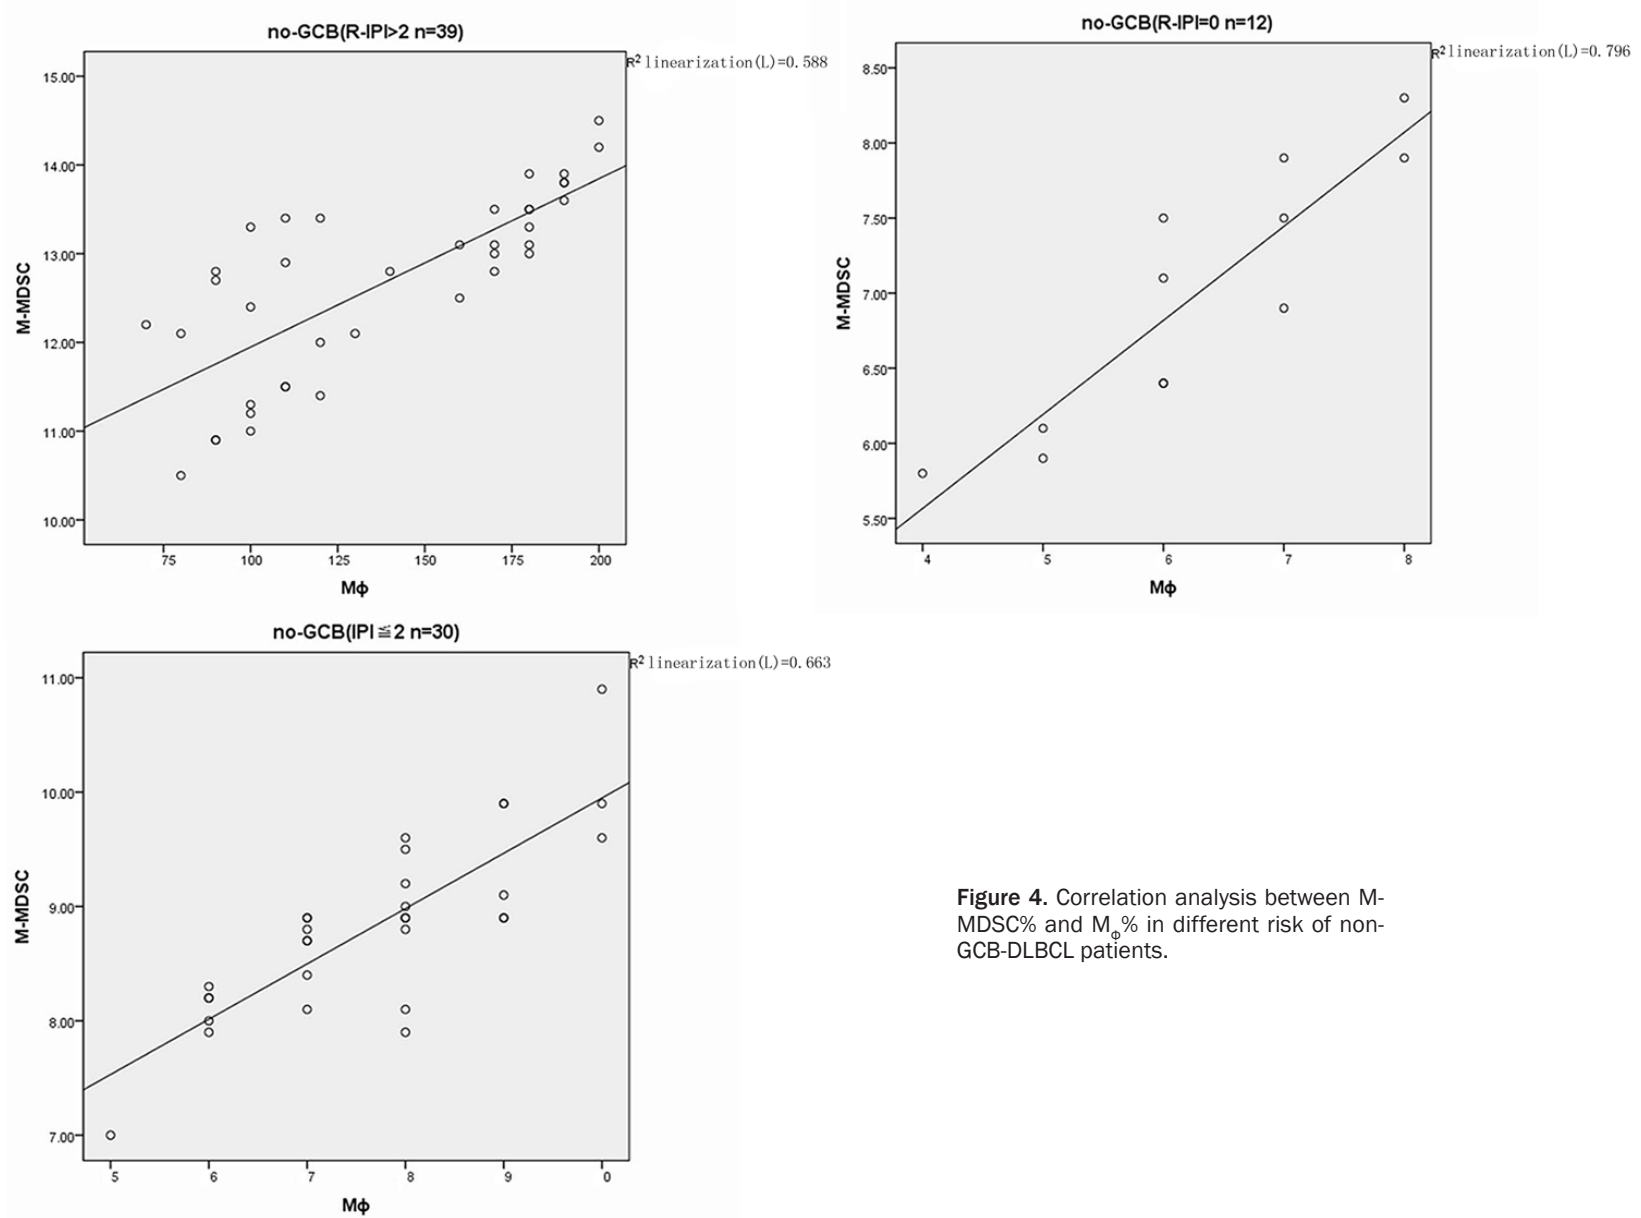 no-GCB(R-IPI>2 n=39)
R² linearization(L)=0.588
15.00
14.00
13.00
12.00
11.00
10.00
M-MDSC
75 100 125 150 175 200
Mϕ
no-GCB(R-IPI=0 n=12)
R² linearization(L)=0.796
8.50
8.00
7.50
7.00
6.50
6.00
5.50
M-MDSC
4 5 6 7 8
Mϕ
no-GCB(IPI≦2 n=30)
R² linearization(L)=0.663
11.00
10.00
9.00
8.00
7.00
M-MDSC
5 6 7 8 9 0
Mϕ
Figure 4. Correlation analysis between M-
MDSC% and MΦ% in different risk of non-
GCB-DLBCL patients.